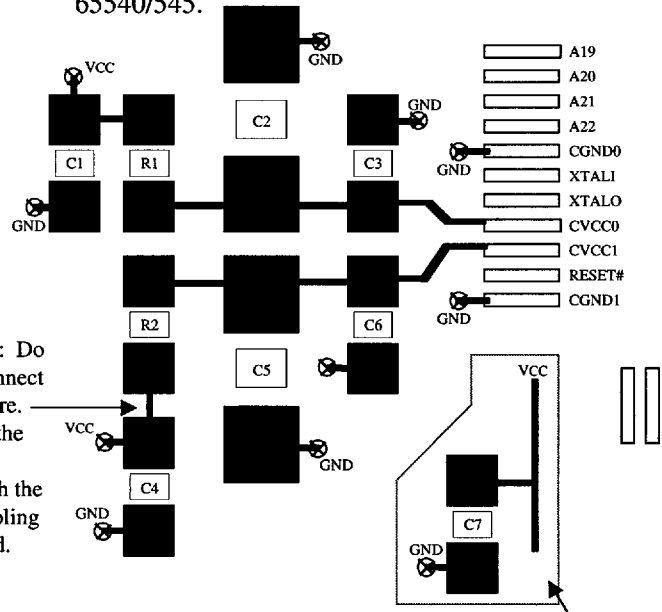 65540/545.
GND
A19
VCC
A20
A21
GND
C2
A22
C1
R1
C3
CGND0
GND
XTALI
XTALO
GND
CVCC0
CVCC1
RESET#
R2
C6
CGND1
GND
: Do
nnect
C5
VCC
re.
the
VCC
GND
h the
C4
pling
GND
C7
d.
GND